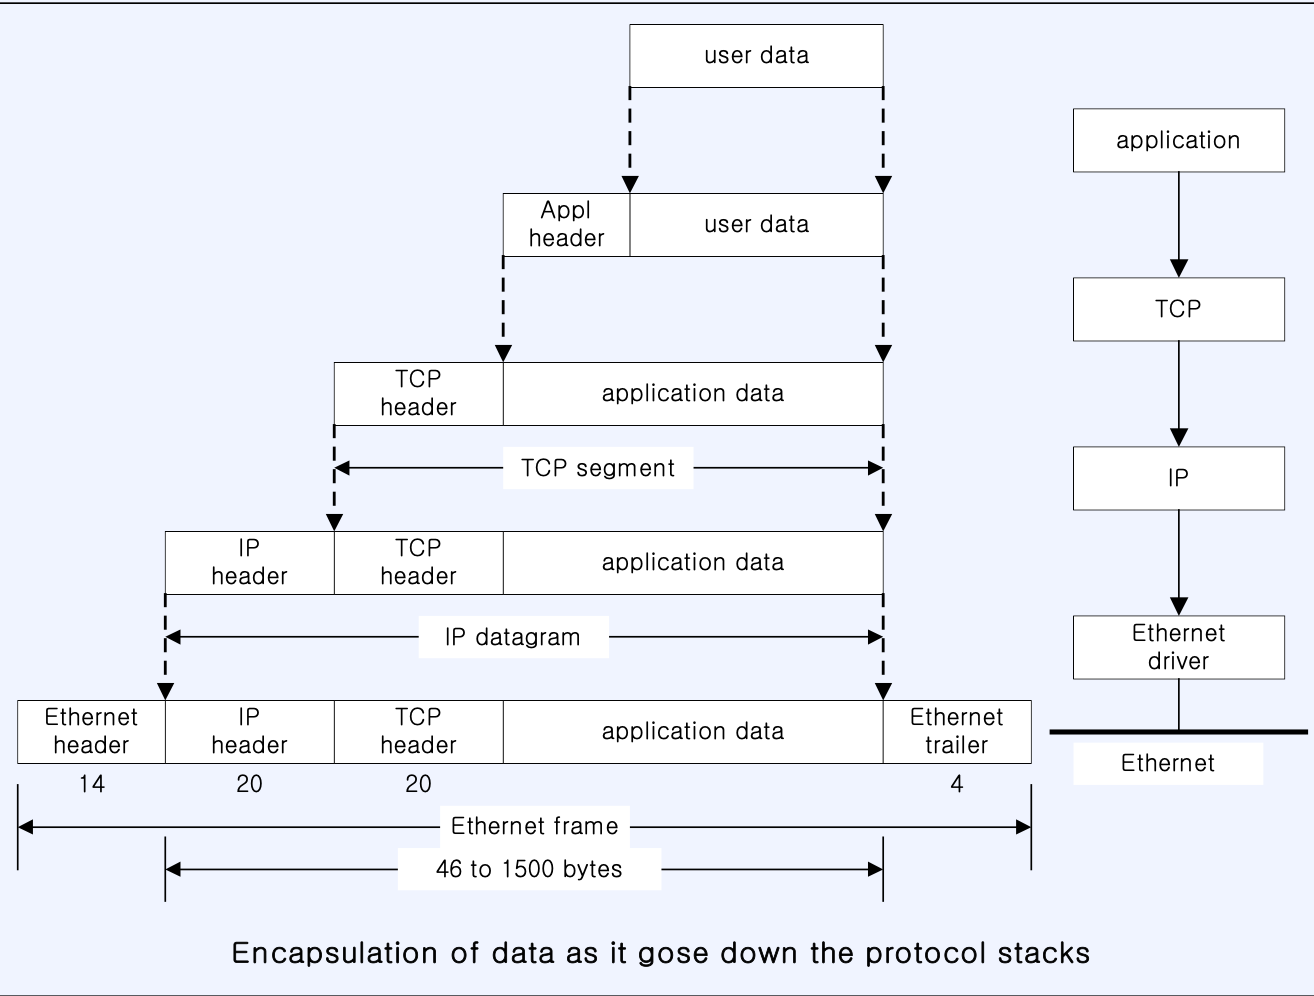 user data
Appl
header
user data
TCP
header
application data
TCP segment
IP
header
TCP
header
application data
IP datagram
Ethernet
header
IP
header
TCP
header
application data
Ethernet
trailer
14
20
20
4
Ethernet frame
46 to 1500 bytes
application
TCP
IP
Ethernet
driver
Ethernet
Encapsulation of data as it gose down the protocol stacks